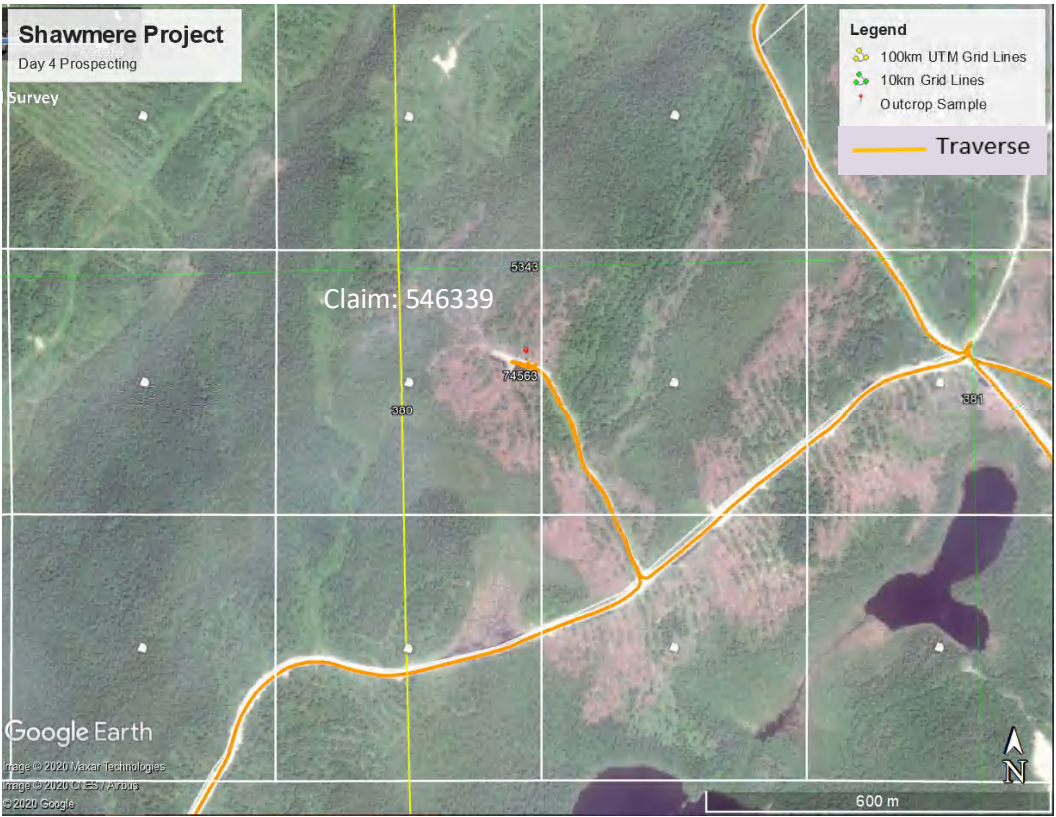 Shawmere Project
Day 4 Prospecting
Survey
Legend
100km UTM Grid Lines
10km Grid Lines
Outcrop Sample
Traverse
5343
Claim: 546339
74563
360
381
Google Earth
Image © 2020 Maxar Technologies
Image © 2020 CNES / Airbus
© 2020 Google
N
600 m